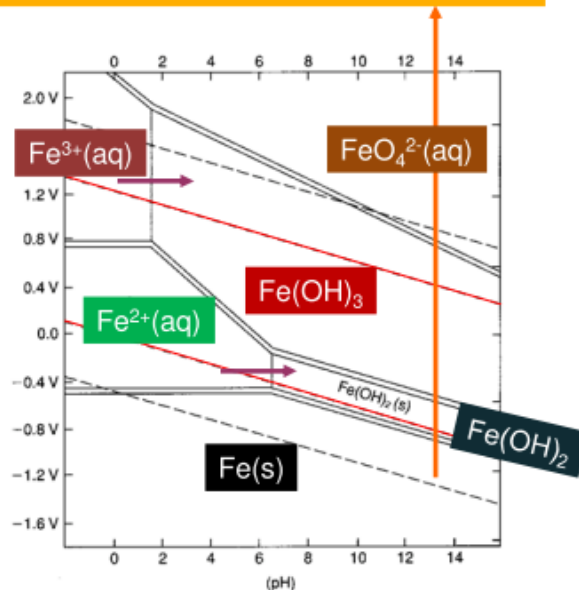 0 2 4 6 8 10 12 14
2.0 V
Fe³⁺(aq)
FeO₄²⁻(aq)
1.2 V
0.8 V
0.4 V
Fe(OH)₃
Fe²⁺(aq)
0.0
−0.4 V
Fe(OH)₂ (s)
−0.8 V
Fe(OH)₂
Fe(s)
−1.2 V
−1.6 V
0 2 4 6 8 10 12 14
(pH)